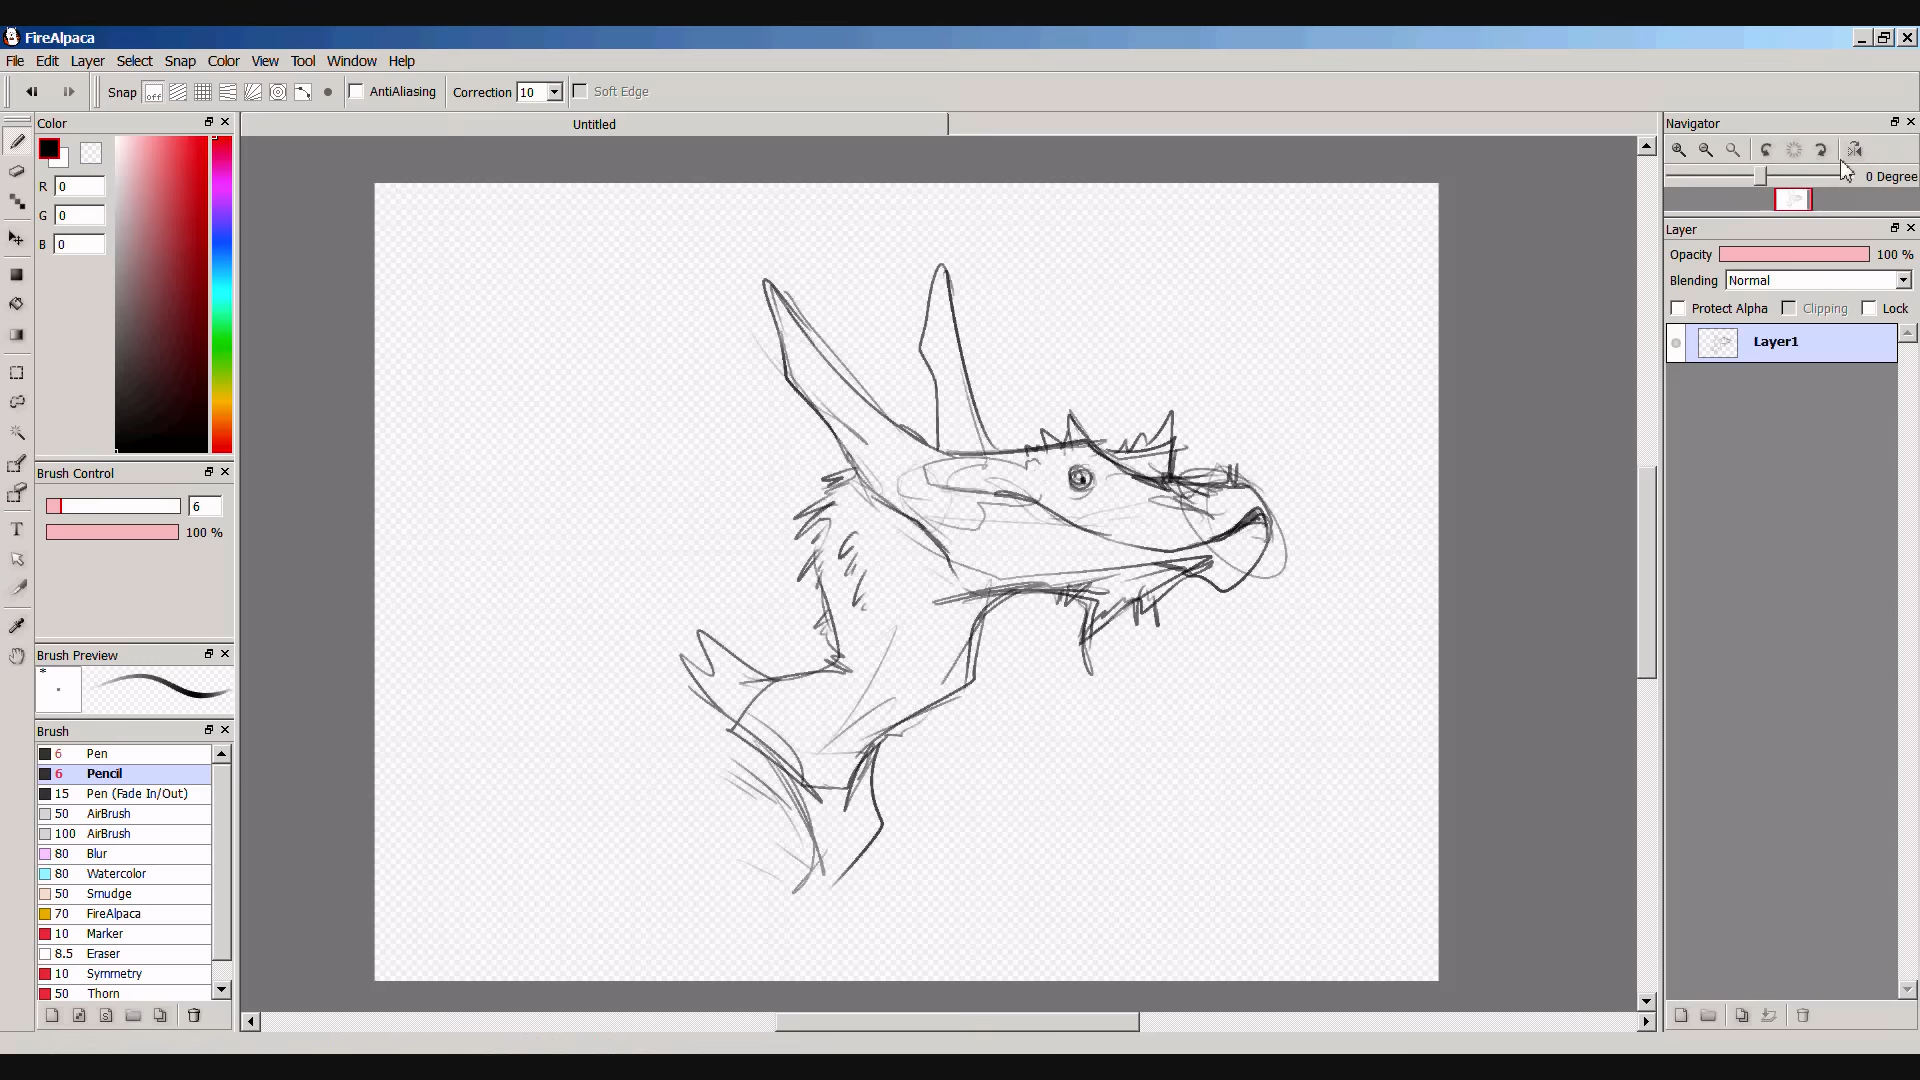 FireAlpaca
File Edit Layer Select Snap Color View Tool Window Help
Snap off AntiAliasing Correction 10 Soft Edge
Color
Untitled
Navigator
R 0
G 0
B 0
0 Degree
Layer
Opacity 100 %
Blending Normal
Protect Alpha Clipping Lock
Layer1
Brush Control
6
100 %
Brush Preview
*
Brush
6 Pen
6 Pencil
15 Pen (Fade In/Out)
50 AirBrush
100 AirBrush
80 Blur
80 Watercolor
50 Smudge
70 FireAlpaca
10 Marker
8.5 Eraser
10 Symmetry
50 Thorn